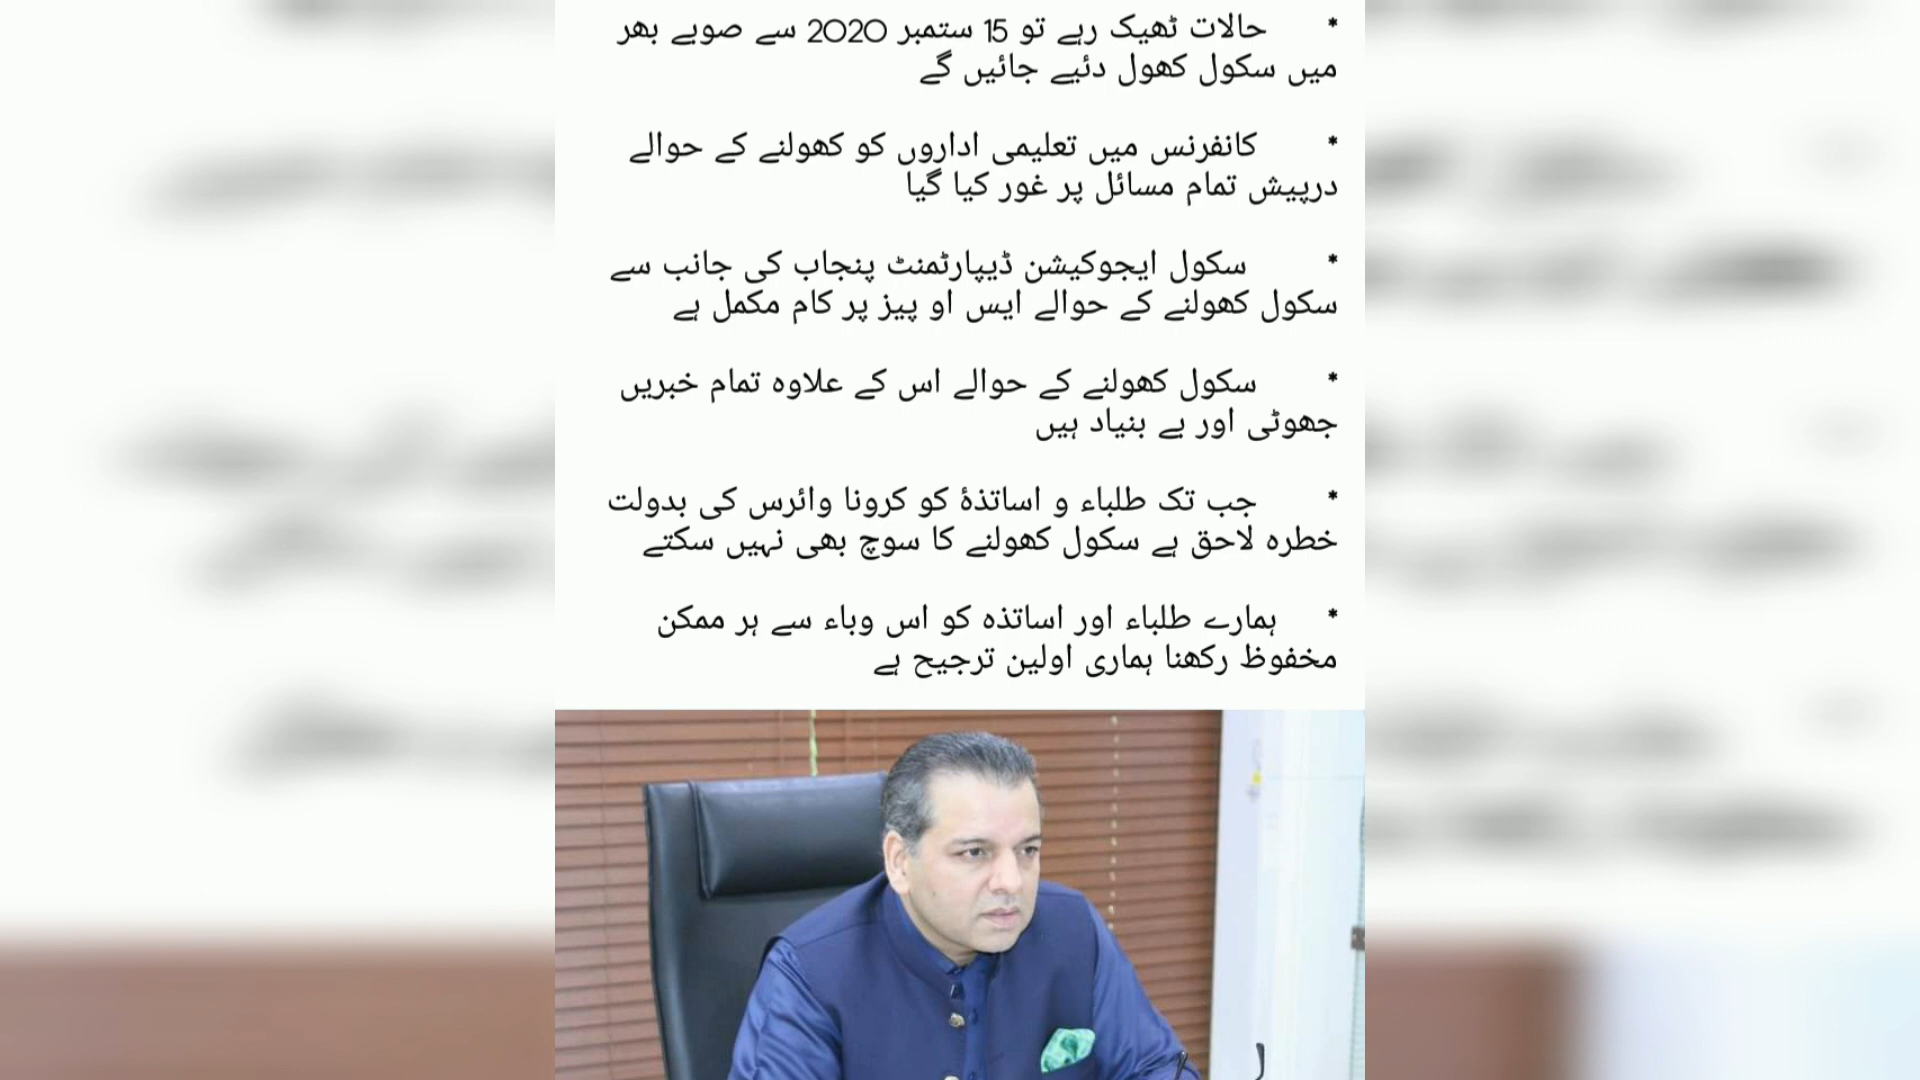 * حالات ٹھیک رہے تو 15 ستمبر 2020 سے صوبے بھر
میں سکول کھول دئیے جائیں گے
* کانفرنس میں تعلیمی اداروں کو کھولنے کے حوالے
درپیش تمام مسائل پر غور کیا گیا
* سکول ایجوکیشن ڈیپارٹمنٹ پنجاب کی جانب سے
سکول کھولنے کے حوالے ایس او پیز پر کام مکمل ہے
* سکول کھولنے کے حوالے اس کے علاوہ تمام خبریں
جھوٹی اور بے بنیاد ہیں
* جب تک طلباء و اساتذۂ کو کرونا وائرس کی بدولت
خطرہ لاحق ہے سکول کھولنے کا سوچ بھی نہیں سکتے
* ہمارے طلباء اور اساتذہ کو اس وباء سے ہر ممکن
مخفوظ رکھنا ہماری اولین ترجیح ہے